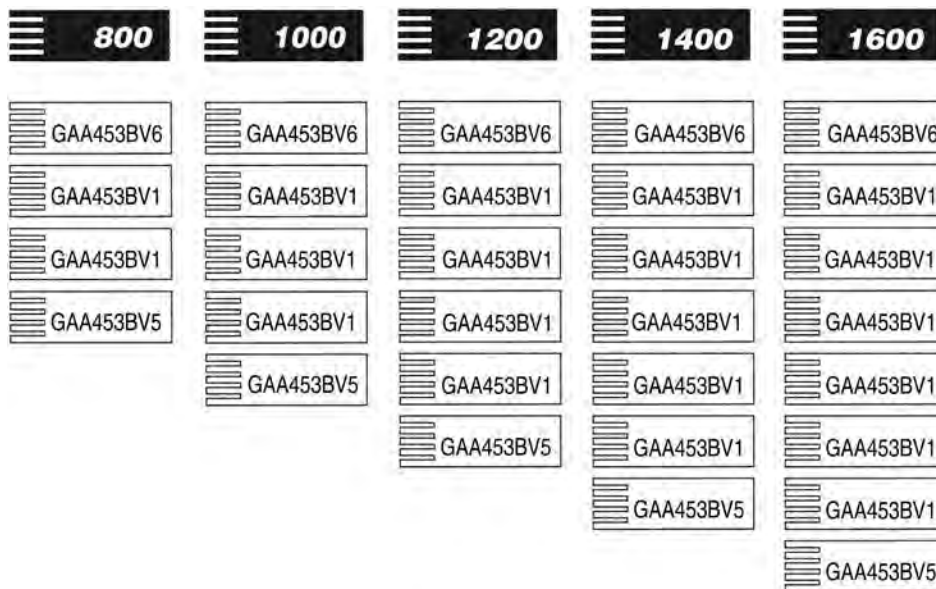 800 1000 1200 1400 1600
GAA453BV6 GAA453BV6 GAA453BV6 GAA453BV6 GAA453BV6
GAA453BV1 GAA453BV1 GAA453BV1 GAA453BV1 GAA453BV1
GAA453BV1 GAA453BV1 GAA453BV1 GAA453BV1 GAA453BV1
GAA453BV5 GAA453BV1 GAA453BV1 GAA453BV1 GAA453BV1
GAA453BV5 GAA453BV1 GAA453BV1 GAA453BV1
GAA453BV5 GAA453BV1 GAA453BV1
GAA453BV5 GAA453BV1
GAA453BV5